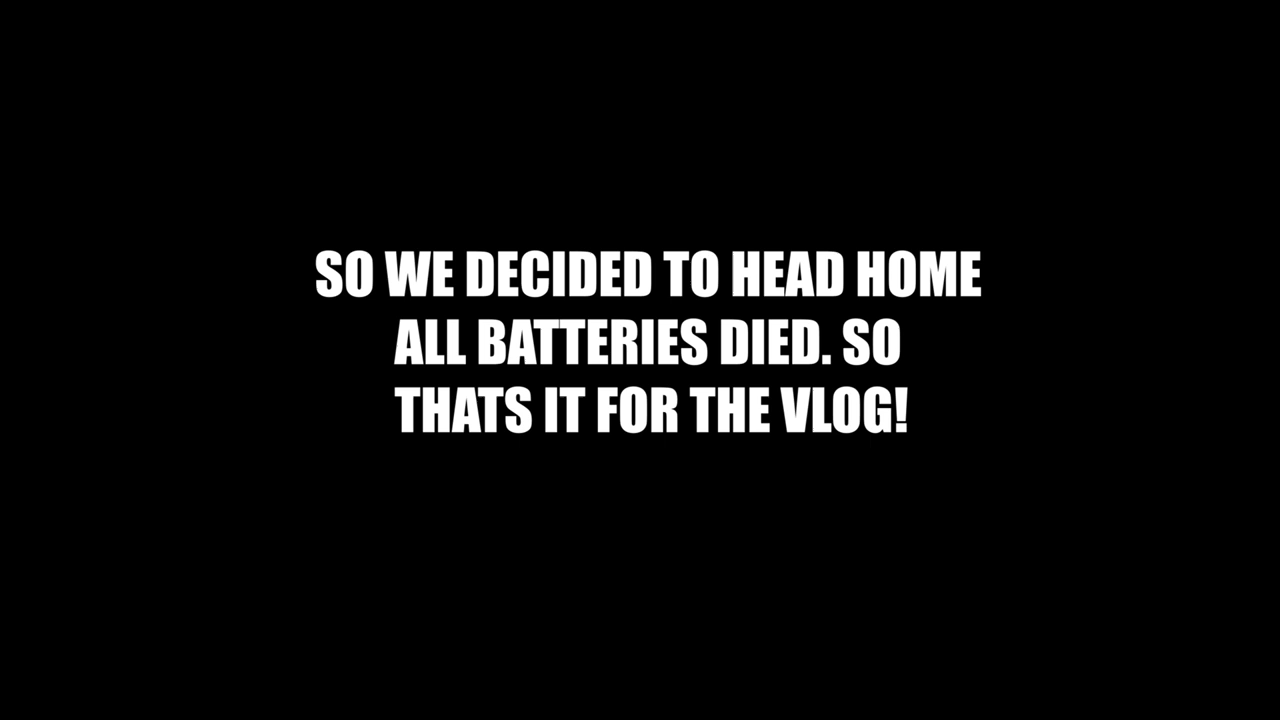 SO WE DECIDED TO HEAD HOME
ALL BATTERIES DIED. SO
THATS IT FOR THE VLOG!